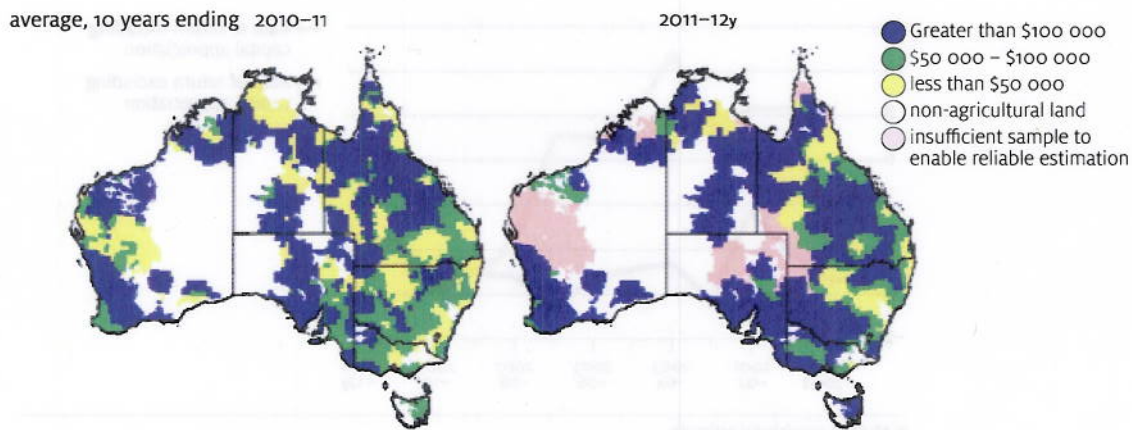 average, 10 years ending 2010–11
2011–12y
Greater than $100 000
$50 000 – $100 000
less than $50 000
non-agricultural land
insufficient sample to
enable reliable estimation